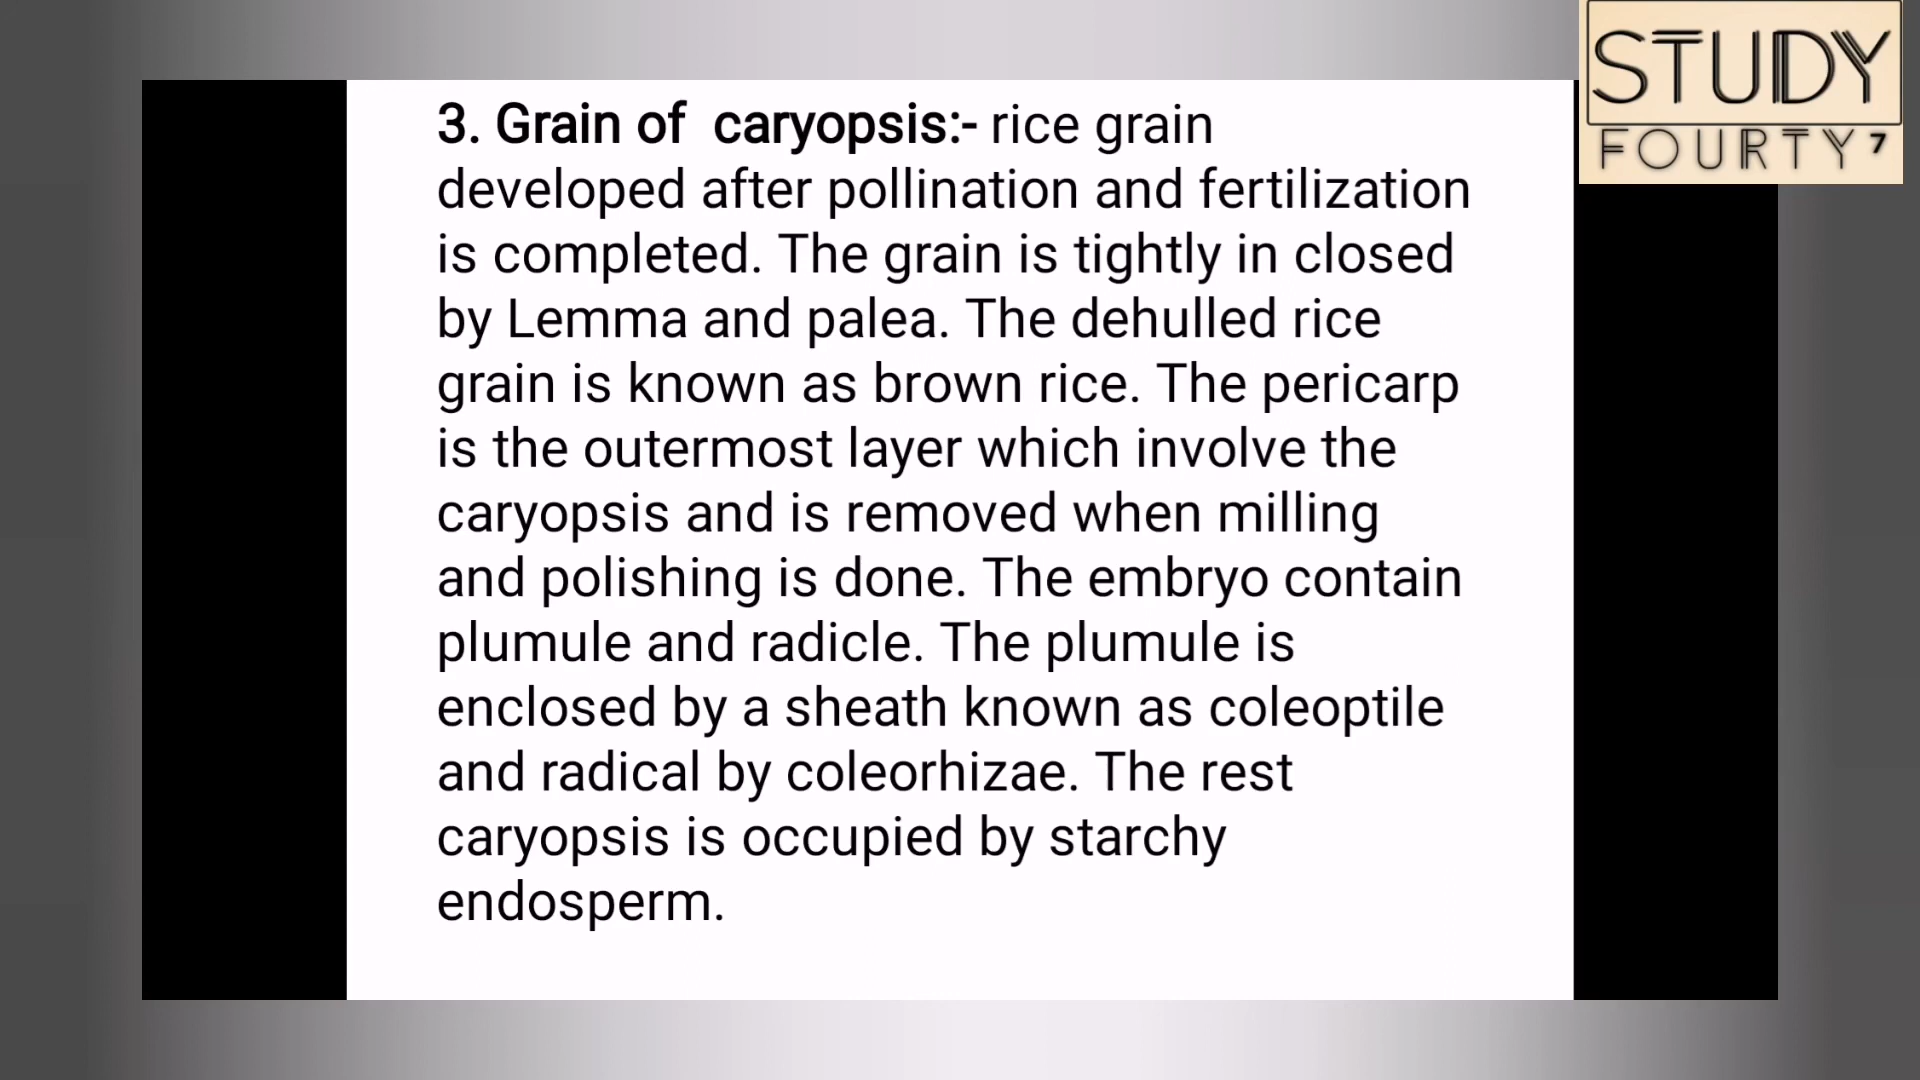 STUDY
FOURTY⁷
3. Grain of caryopsis:- rice grain
developed after pollination and fertilization
is completed. The grain is tightly in closed
by Lemma and palea. The dehulled rice
grain is known as brown rice. The pericarp
is the outermost layer which involve the
caryopsis and is removed when milling
and polishing is done. The embryo contain
plumule and radicle. The plumule is
enclosed by a sheath known as coleoptile
and radical by coleorhizae. The rest
caryopsis is occupied by starchy
endosperm.